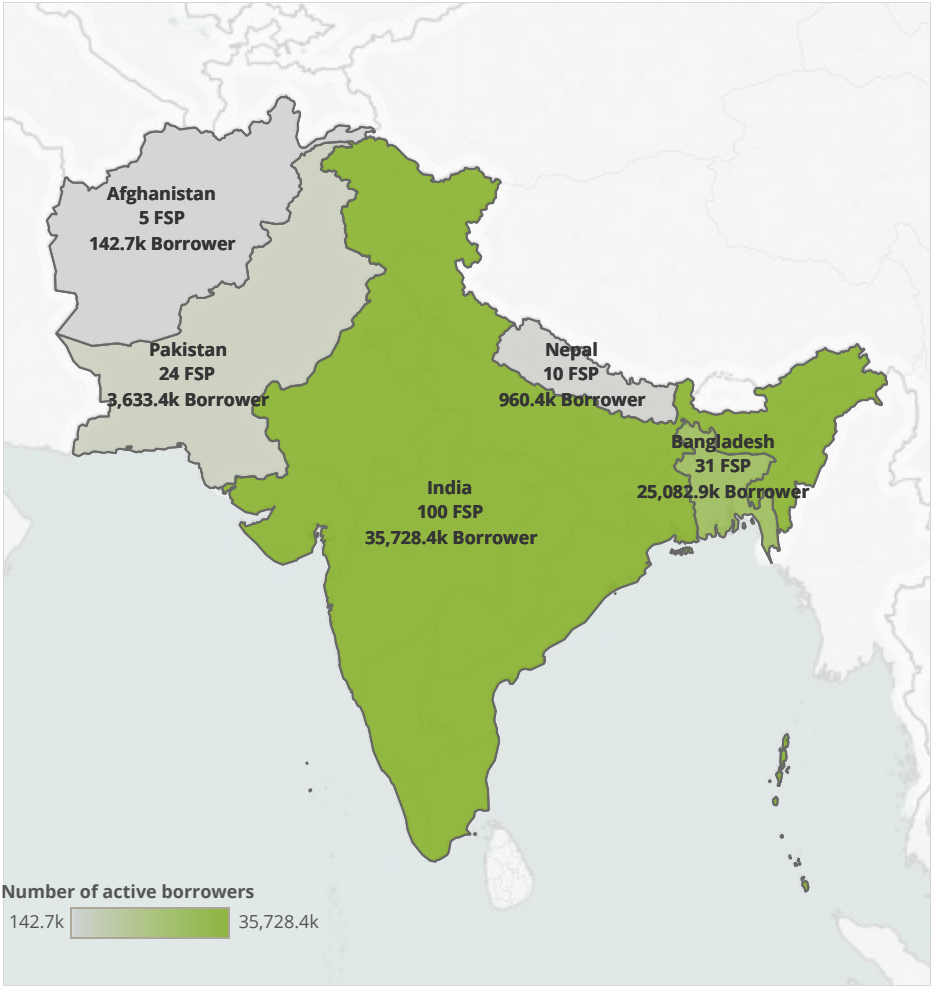 Afghanistan
5 FSP
142.7k Borrower
Pakistan
24 FSP
3,633.4k Borrower
Nepal
10 FSP
960.4k Borrower
Bangladesh
31 FSP
25,082.9k Borrower
India
100 FSP
35,728.4k Borrower
Number of active borrowers
142.7k 35,728.4k